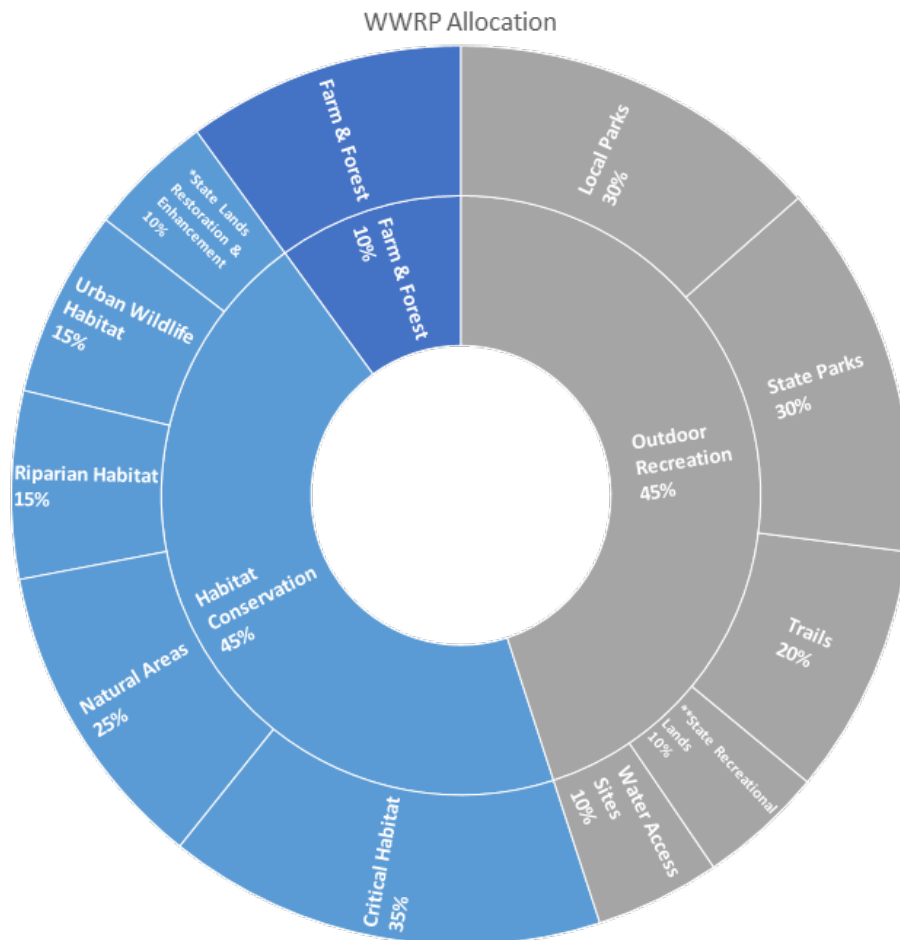 WWRP Allocation
Local Parks
30%
State Parks
30%
Trails
20%
**State Recreational
Lands
10%
Water Access
Sites
10%
Outdoor
Recreation
45%
Critical Habitat
35%
Natural Areas
25%
Riparian Habitat
15%
Urban Wildlife
Habitat
15%
*State Lands
Restoration &
Enhancement
10%
Habitat
Conservation
45%
Farm & Forest
Farm & Forest
10%